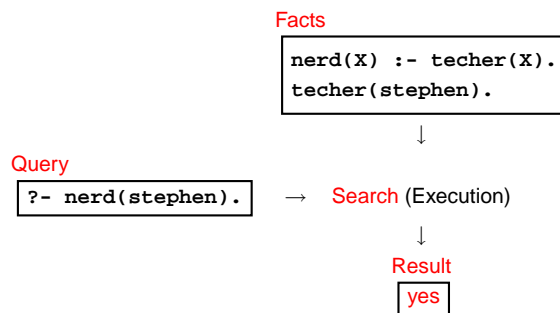 Facts
nerd(X) :- techer(X).
techer(stephen).
↓
Query
?- nerd(stephen).
→ Search (Execution)
↓
Result
yes